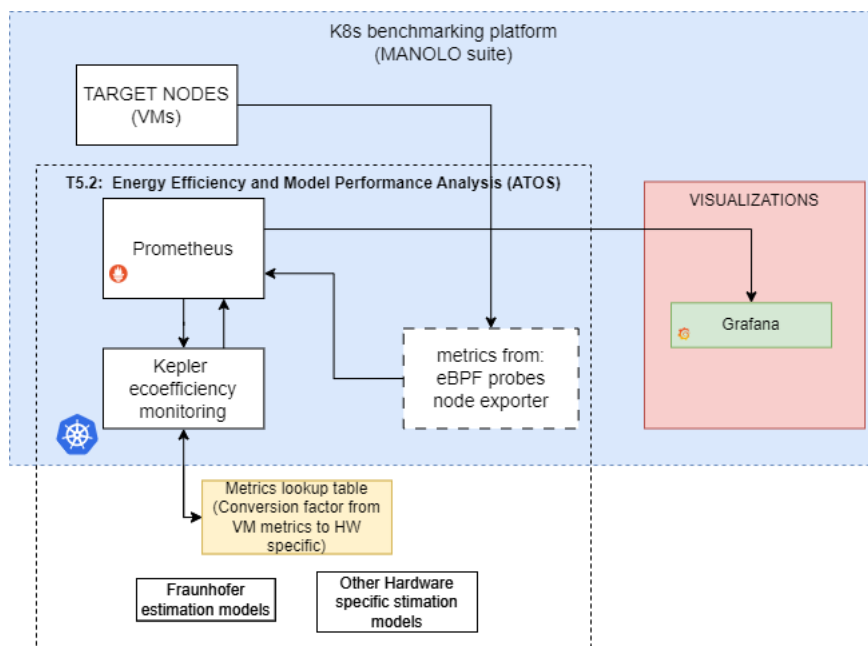 K8s benchmarking platform
(MANOLO suite)
TARGET NODES
(VMs)
T5.2: Energy Efficiency and Model Performance Analysis (ATOS)
VISUALIZATIONS
Prometheus
Grafana
Kepler
ecoefficiency
monitoring
metrics from:
eBPF probes
node exporter
Metrics lookup table
(Conversion factor from
VM metrics to HW
specific)
Fraunhofer
estimation models
Other Hardware
specific stimation
models